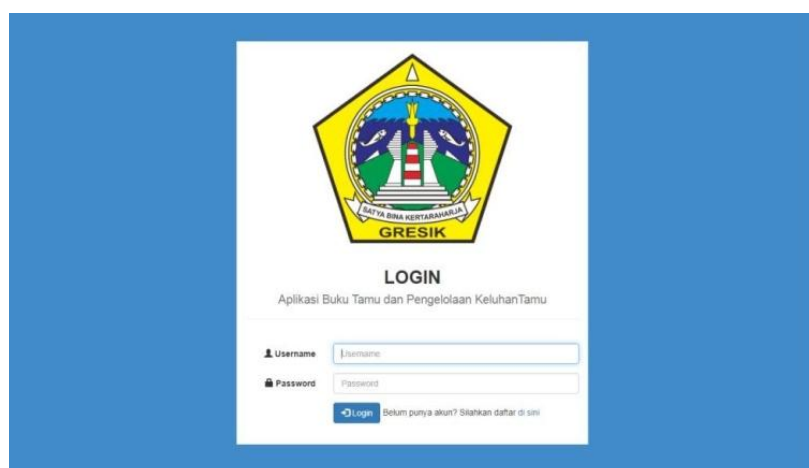 SATYA BINA KERTARAHARJA
GRESIK
LOGIN
Aplikasi Buku Tamu dan Pengelolaan KeluhanTamu
Username Username
Password Password
Login Belum punya akun? Silahkan daftar di sini